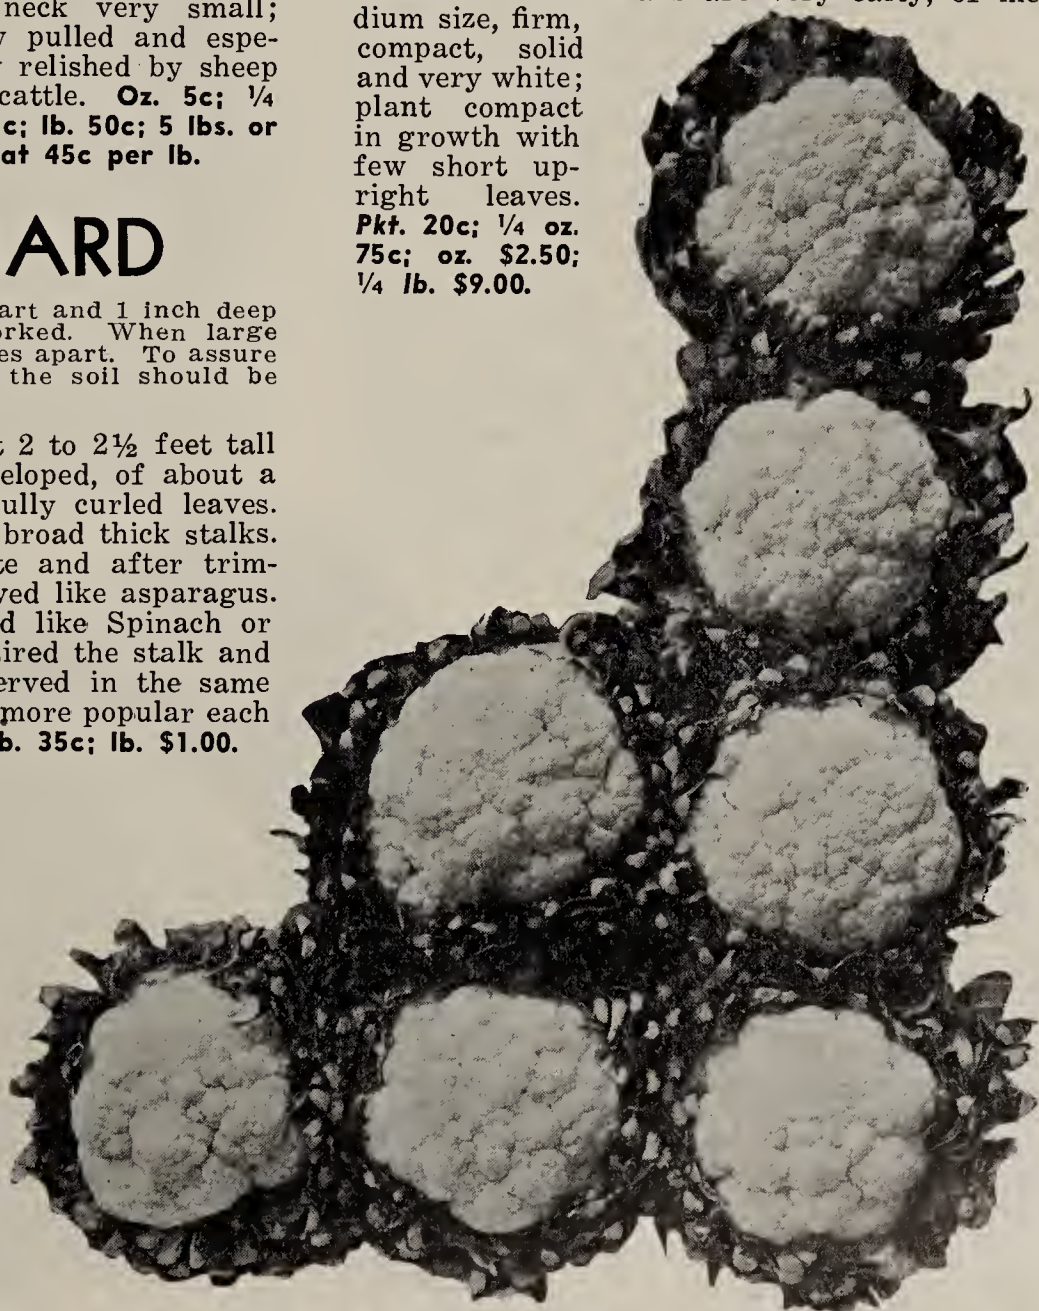 neck very small;
pulled and espe-
relished by sheep
cattle. Oz. 5c; ¼
c; lb. 50c; 5 lbs. or
at 45c per lb.
ARD
art and 1 inch deep
orked. When large
es apart. To assure
the soil should be
2 to 2½ feet tall
eloped, of about a
fully curled leaves.
broad thick stalks.
te and after trim-
ved like asparagus.
d like Spinach or
ired the stalk and
erved in the same
more popular each
b. 35c; lb. $1.00.
dium size, firm,
compact, solid
and very white;
plant compact
in growth with
few short up-
right leaves.
Pkt. 20c; ¼ oz.
75c; oz. $2.50;
¼ lb. $9.00.